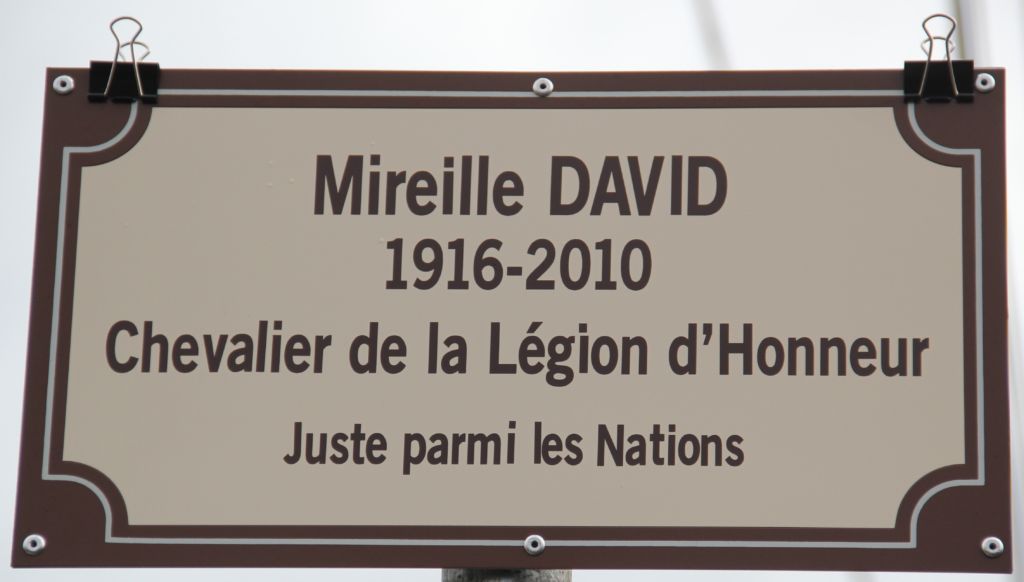 Mireille DAVID
1916-2010
Chevalier de la Légion d'Honneur
Juste parmi les Nations